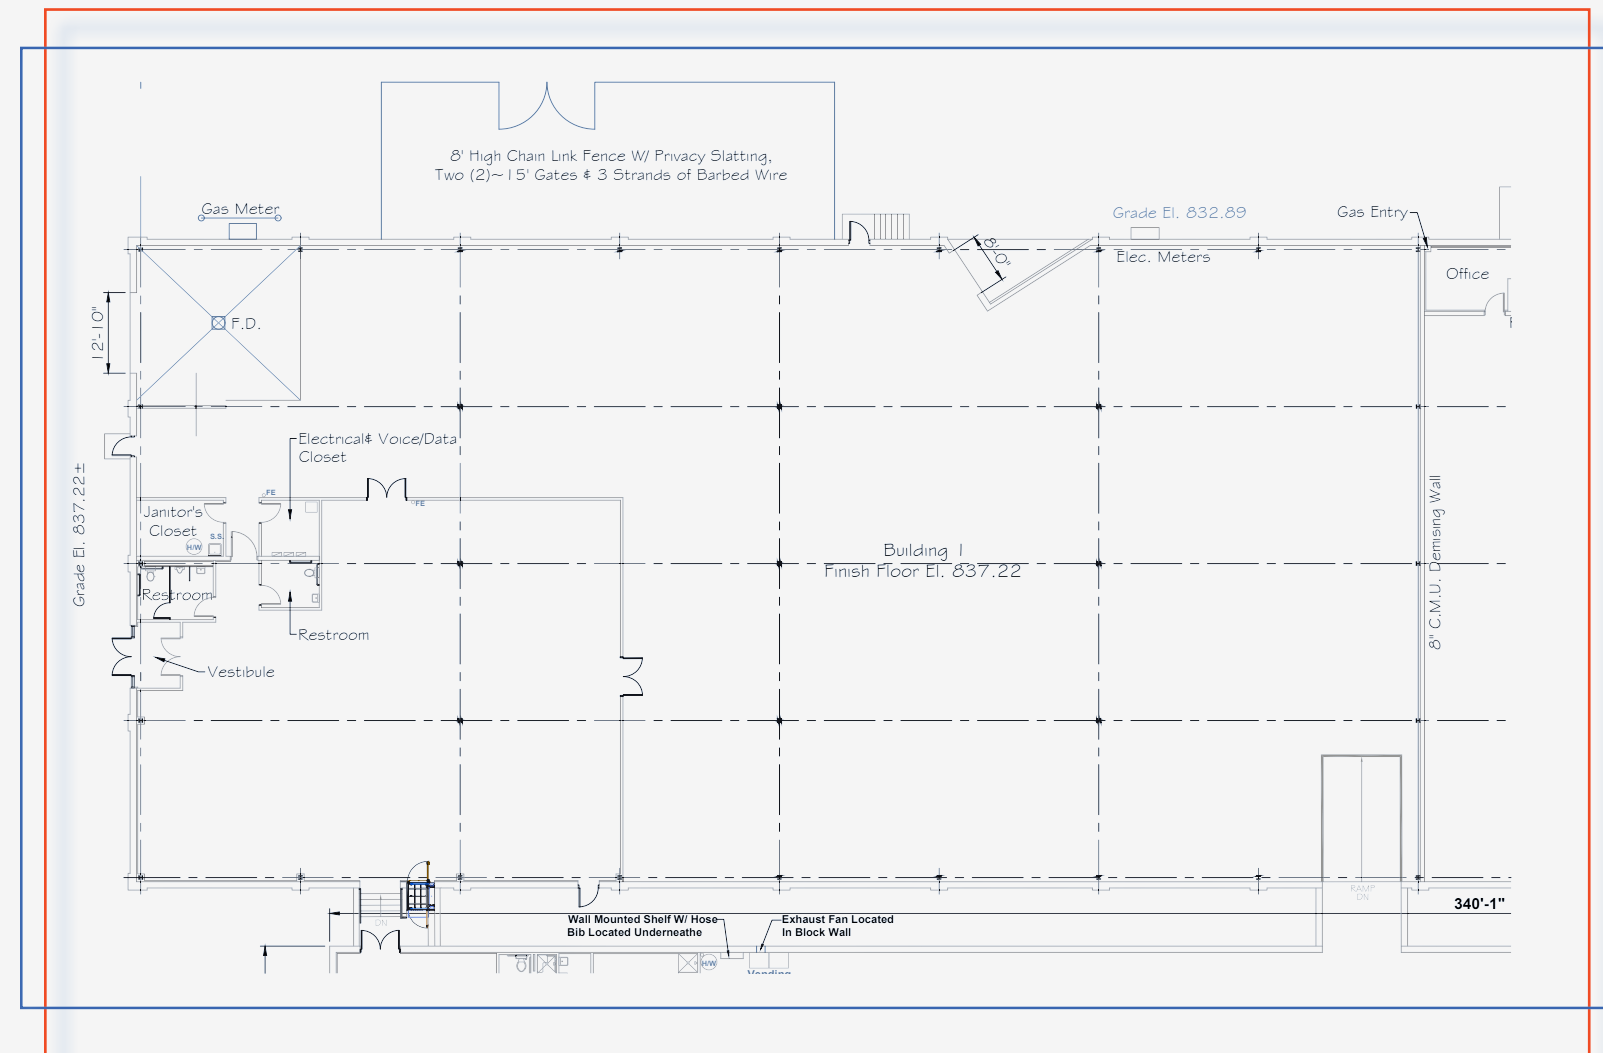 8' High Chain Link Fence W/ Privacy Slatting,
Two (2)~15' Gates & 3 Strands of Barbed Wire
Gas Meter
Grade El. 832.89
Gas Entry
8'-0"
Elec. Meters
Office
12'-10"
F.D.
Electrical& Voice/Data
Closet
Grade El. 837.22±
FE
FE
Janitor's
Closet
S.S.
H/W
Building 1
Finish Floor El. 837.22
8" C.M.U. Demising Wall
Restroom
Restroom
Vestibule
RAMP
DN
340'-1"
DN
Wall Mounted Shelf W/ Hose
Bib Located Underneathe
Exhaust Fan Located
In Block Wall
H/W
Vending